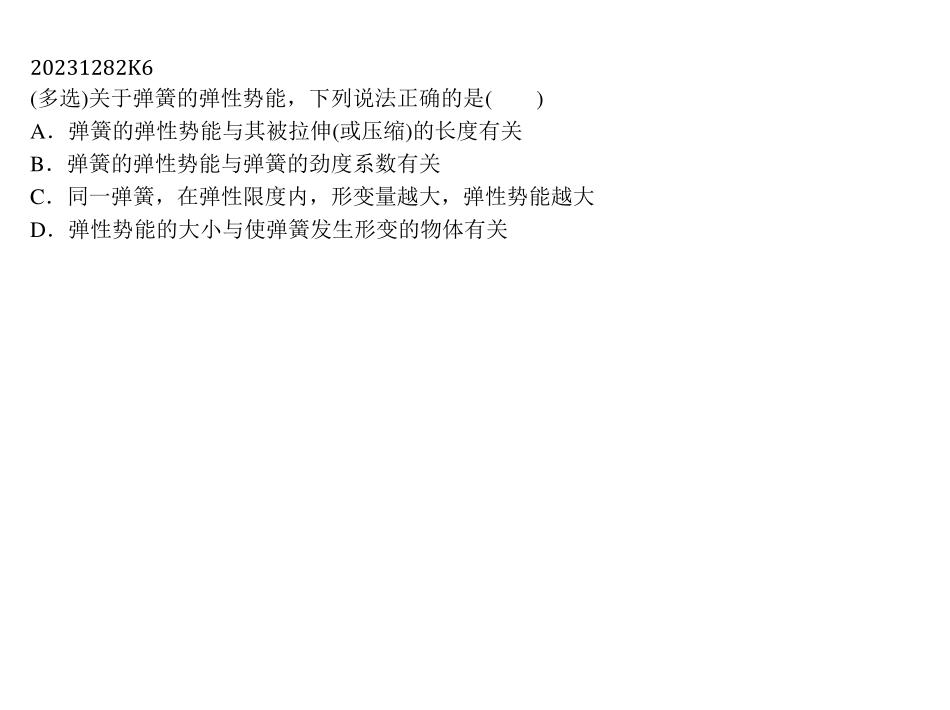 20231282K6
(多选)关于弹簧的弹性势能，下列说法正确的是(　　)
A．弹簧的弹性势能与其被拉伸(或压缩)的长度有关
B．弹簧的弹性势能与弹簧的劲度系数有关
C．同一弹簧，在弹性限度内，形变量越大，弹性势能越大
D．弹性势能的大小与使弹簧发生形变的物体有关